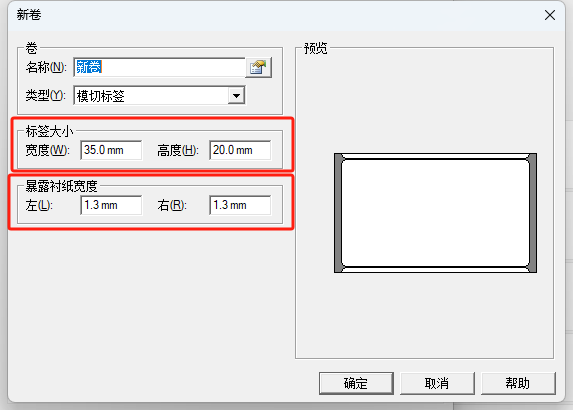 新卷
卷
名称(N): 新卷
类型(Y): 模切标签
标签大小
宽度(W): 35.0 mm 高度(H): 20.0 mm
暴露衬纸宽度
左(L): 1.3 mm 右(R): 1.3 mm
预览
确定 取消 帮助